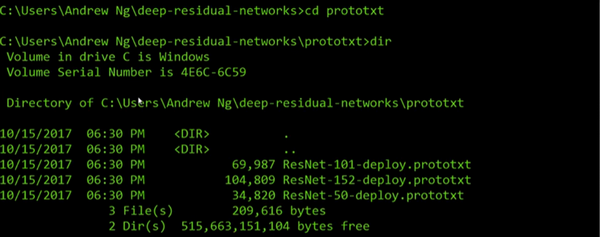 C:\Users\Andrew Ng\deep-residual-networks>cd prototxt
C:\Users\Andrew Ng\deep-residual-networks\prototxt>dir
Volume in drive C is Windows
Volume Serial Number is 4E6C-6C59
Directory of C:\Users\Andrew Ng\deep-residual-networks\prototxt
10/15/2017  06:30 PM    <DIR>          .
10/15/2017  06:30 PM    <DIR>          ..
10/15/2017  06:30 PM            69,987 ResNet-101-deploy.prototxt
10/15/2017  06:30 PM           104,809 ResNet-152-deploy.prototxt
10/15/2017  06:30 PM            34,820 ResNet-50-deploy.prototxt
3 File(s)        209,616 bytes
2 Dir(s)  515,663,151,104 bytes free